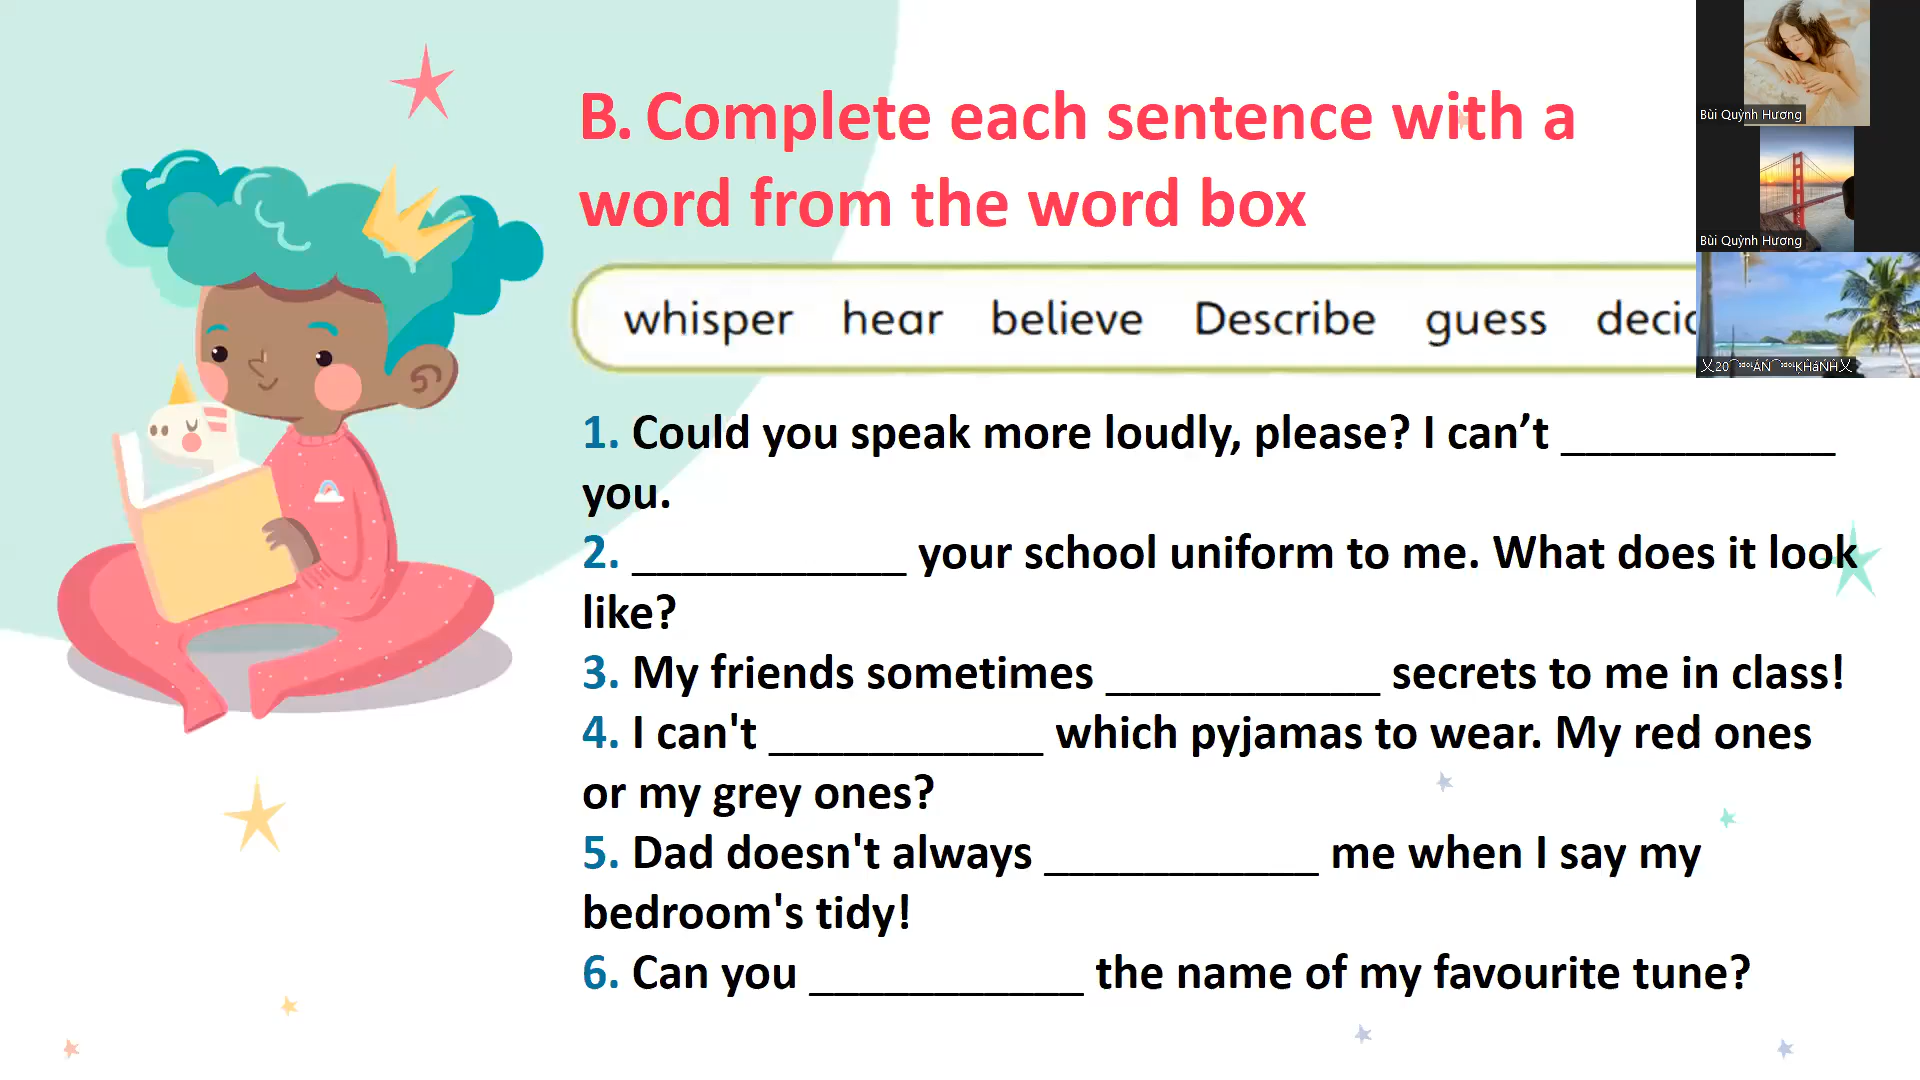 B. Complete each sentence with a
word from the word box
whisper hear believe Describe guess
1. Could you speak more loudly, please? I can’t ___________
you.
2. ___________ your school uniform to me. What does it look
like?
3. My friends sometimes ___________ secrets to me in class!
4. I can't ___________ which pyjamas to wear. My red ones
or my grey ones?
5. Dad doesn't always ___________ me when I say my
bedroom's tidy!
6. Can you ___________ the name of my favourite tune?
Bùi Quỳnh Hương
Bùi Quỳnh Hương